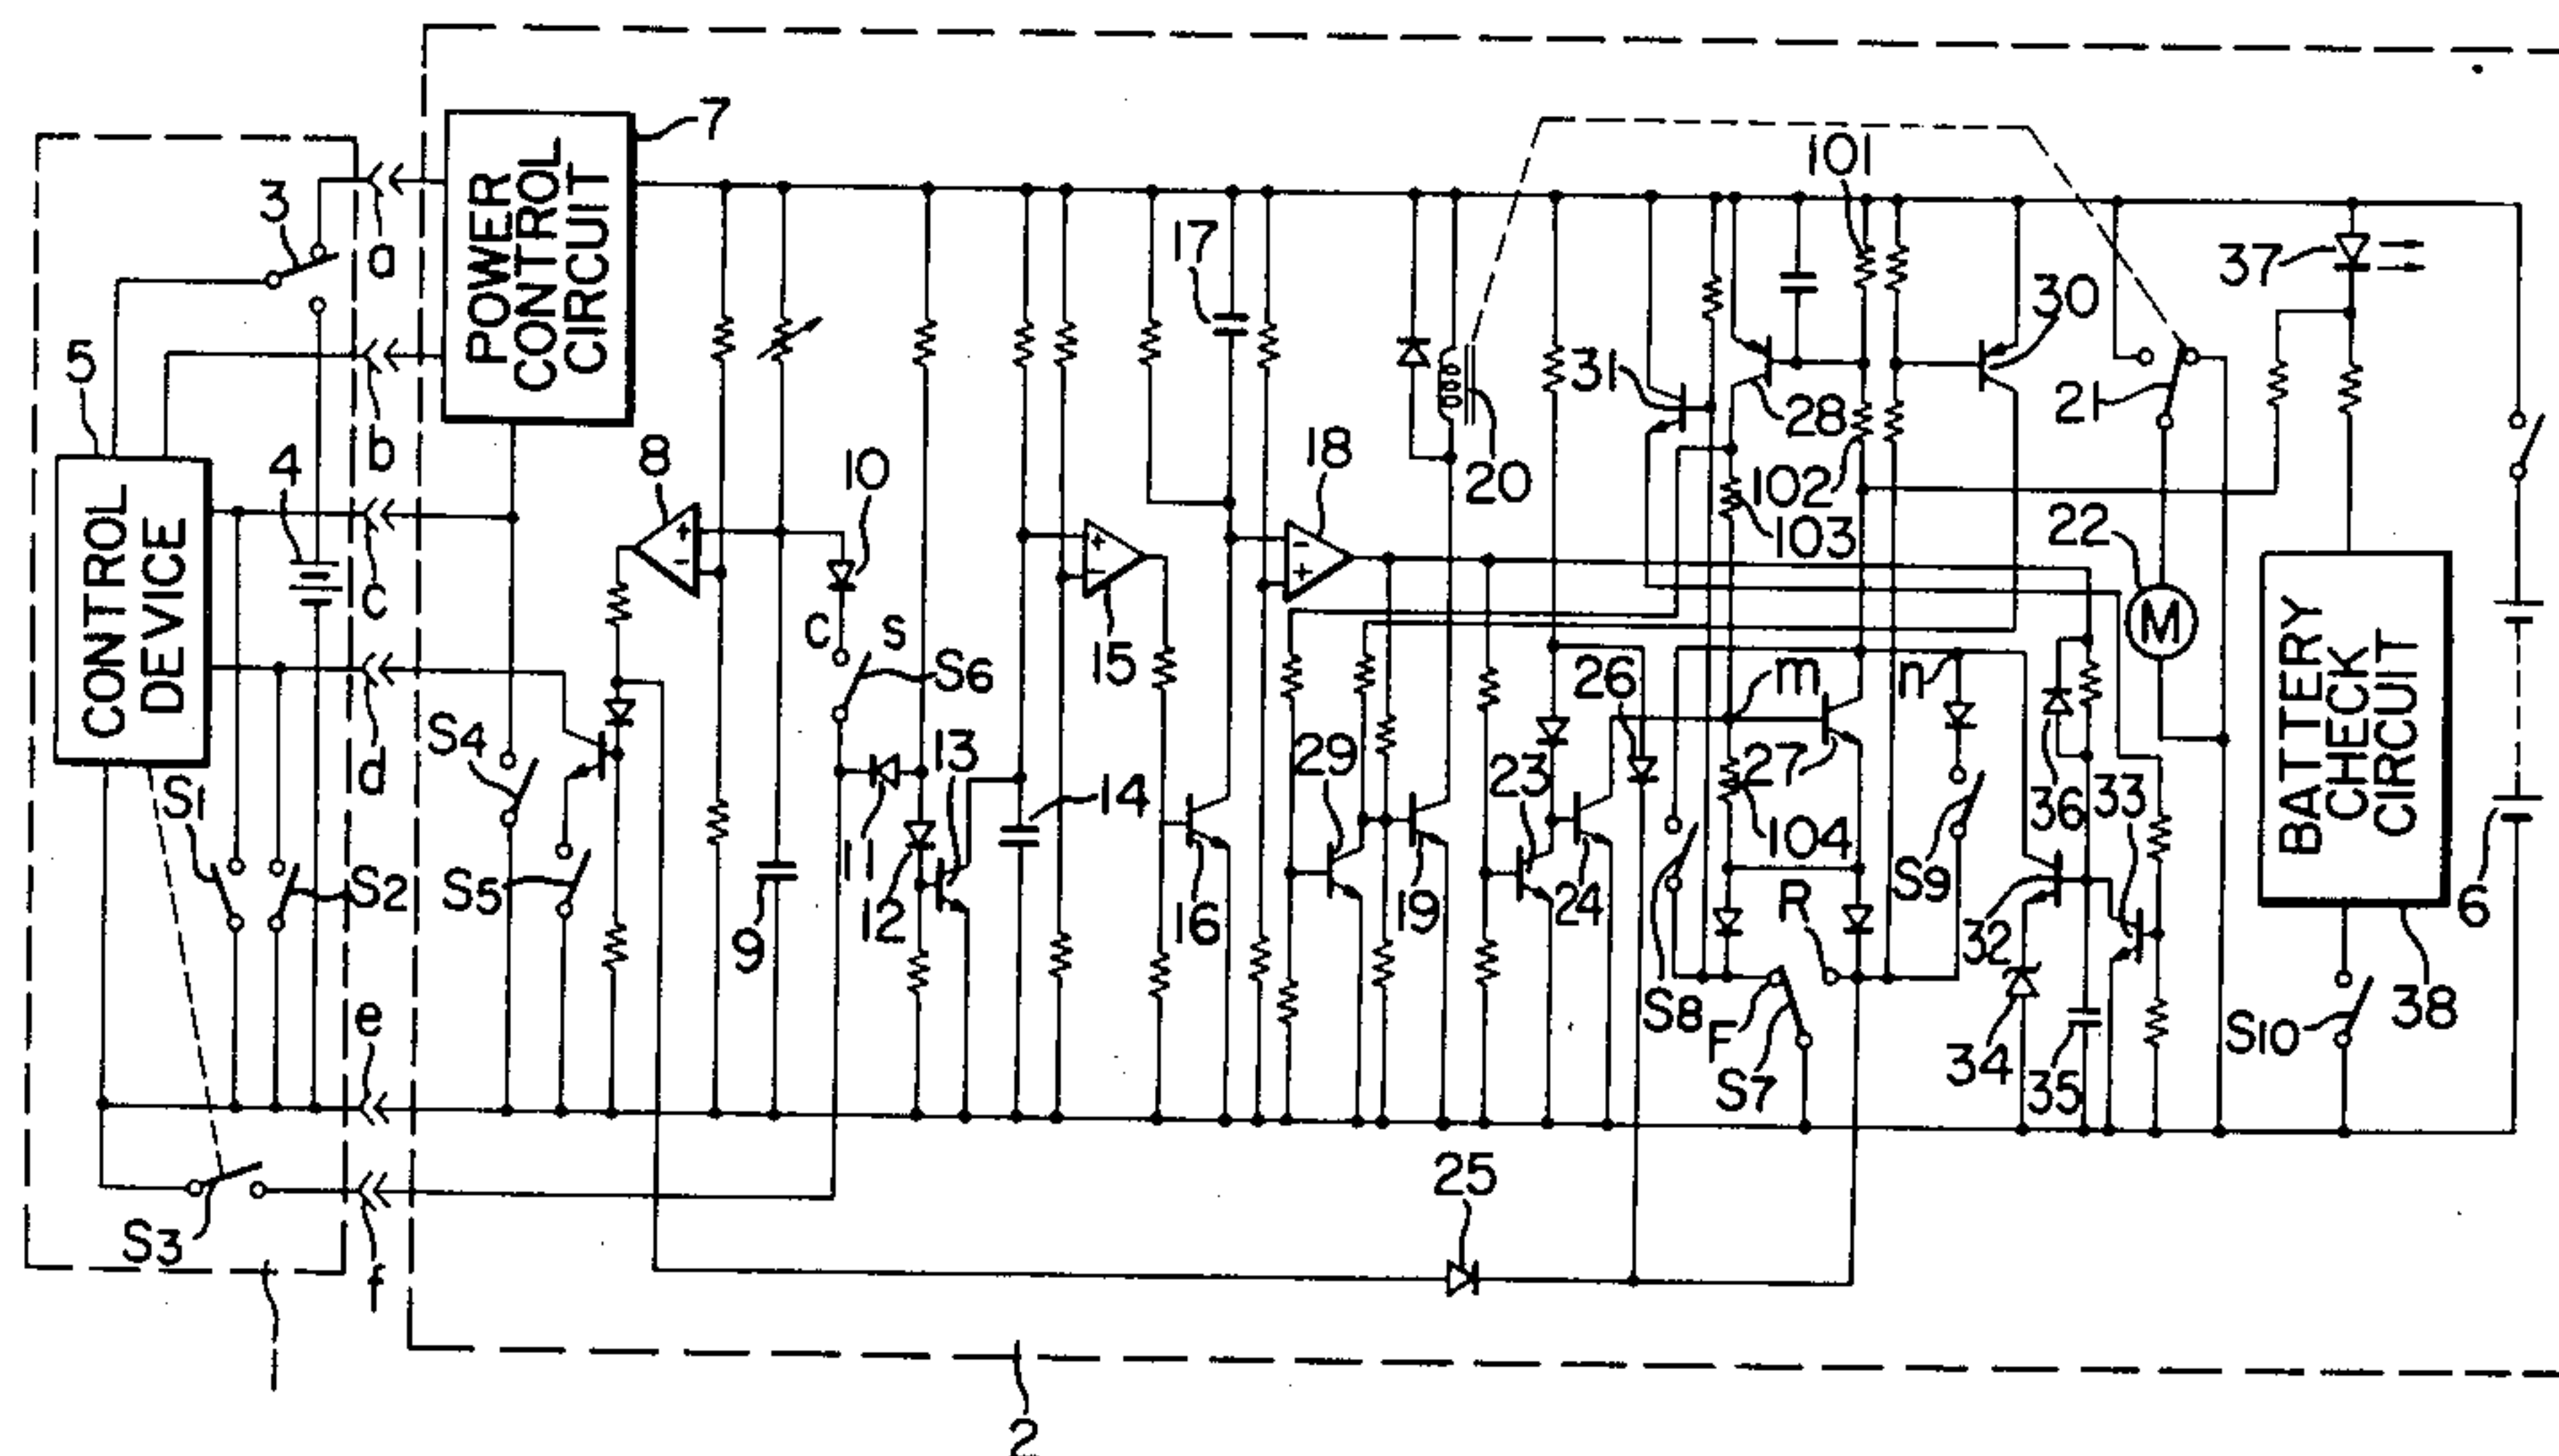 7
POWER
CONTROL
CIRCUIT
3
a
101
17
37
30
5
b
31
28
21
4
8
10
18
20
102
103
22
CONTROL
DEVICE
c
+
-
+
-
-
+
M
BATTERY
CHECK
CIRCUIT
C
S
S6
15
26
m
n
S4
d
S1
13
14
29
23
27
36
33
6
S2
S5
11
12
9
16
19
24
104
R
S9
32
e
S8
F
S7
34
35
S10
38
S3
f
25
2